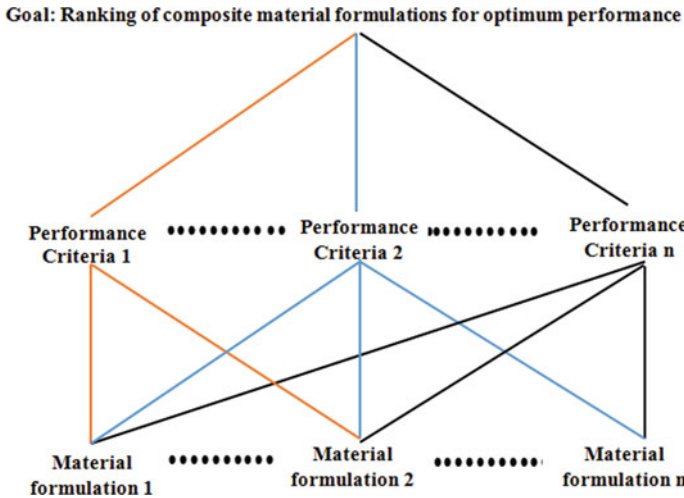 Goal: Ranking of composite material formulations for optimum performance
Performance
Criteria 1
Performance
Criteria 2
Performance
Criteria n
Material
formulation 1
Material
formulation 2
Material
formulation n